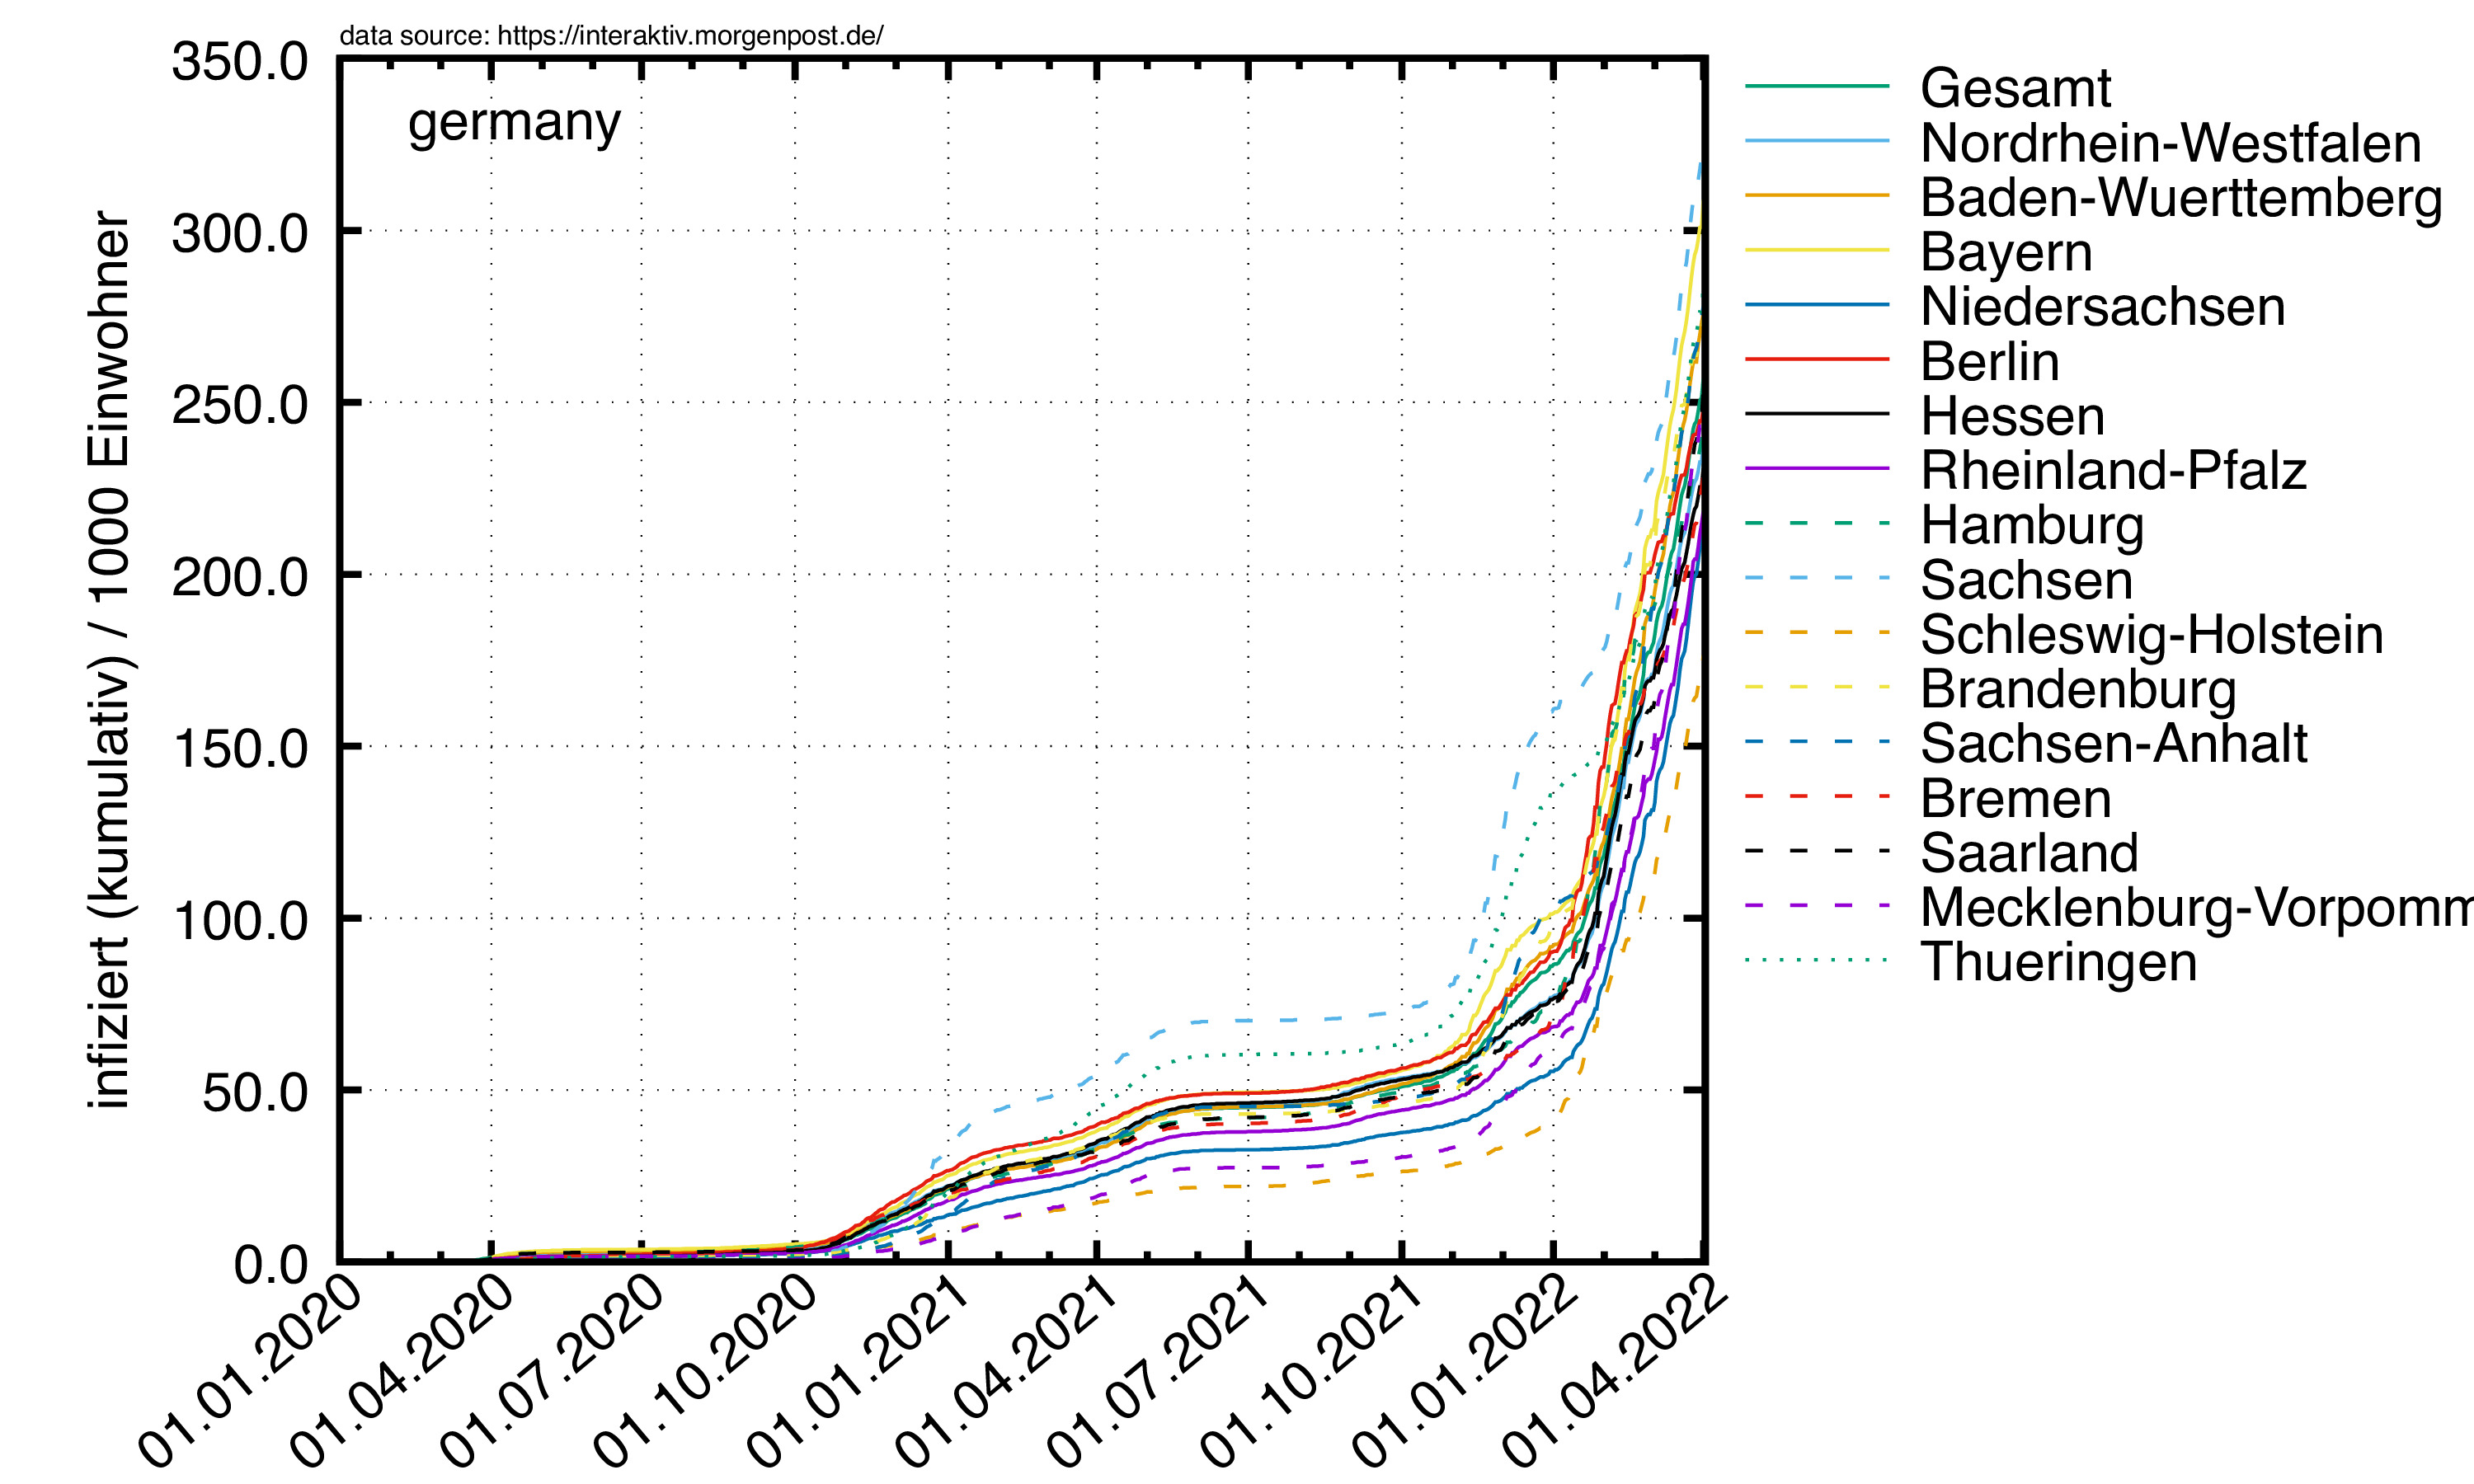 data source: https://interaktiv.morgenpost.de/
350.0
300.0
250.0
200.0
150.0
100.0
50.0
0.0
infiziert (kumulativ) / 1000 Einwohner
germany
01.01.2020
01.04.2020
01.07.2020
01.10.2020
01.01.2021
01.04.2021
01.07.2021
01.10.2021
01.01.2022
01.04.2022
Gesamt
Nordrhein-Westfalen
Baden-Wuerttemberg
Bayern
Niedersachsen
Berlin
Hessen
Rheinland-Pfalz
Hamburg
Sachsen
Schleswig-Holstein
Brandenburg
Sachsen-Anhalt
Bremen
Saarland
Mecklenburg-Vorpomm
Thueringen